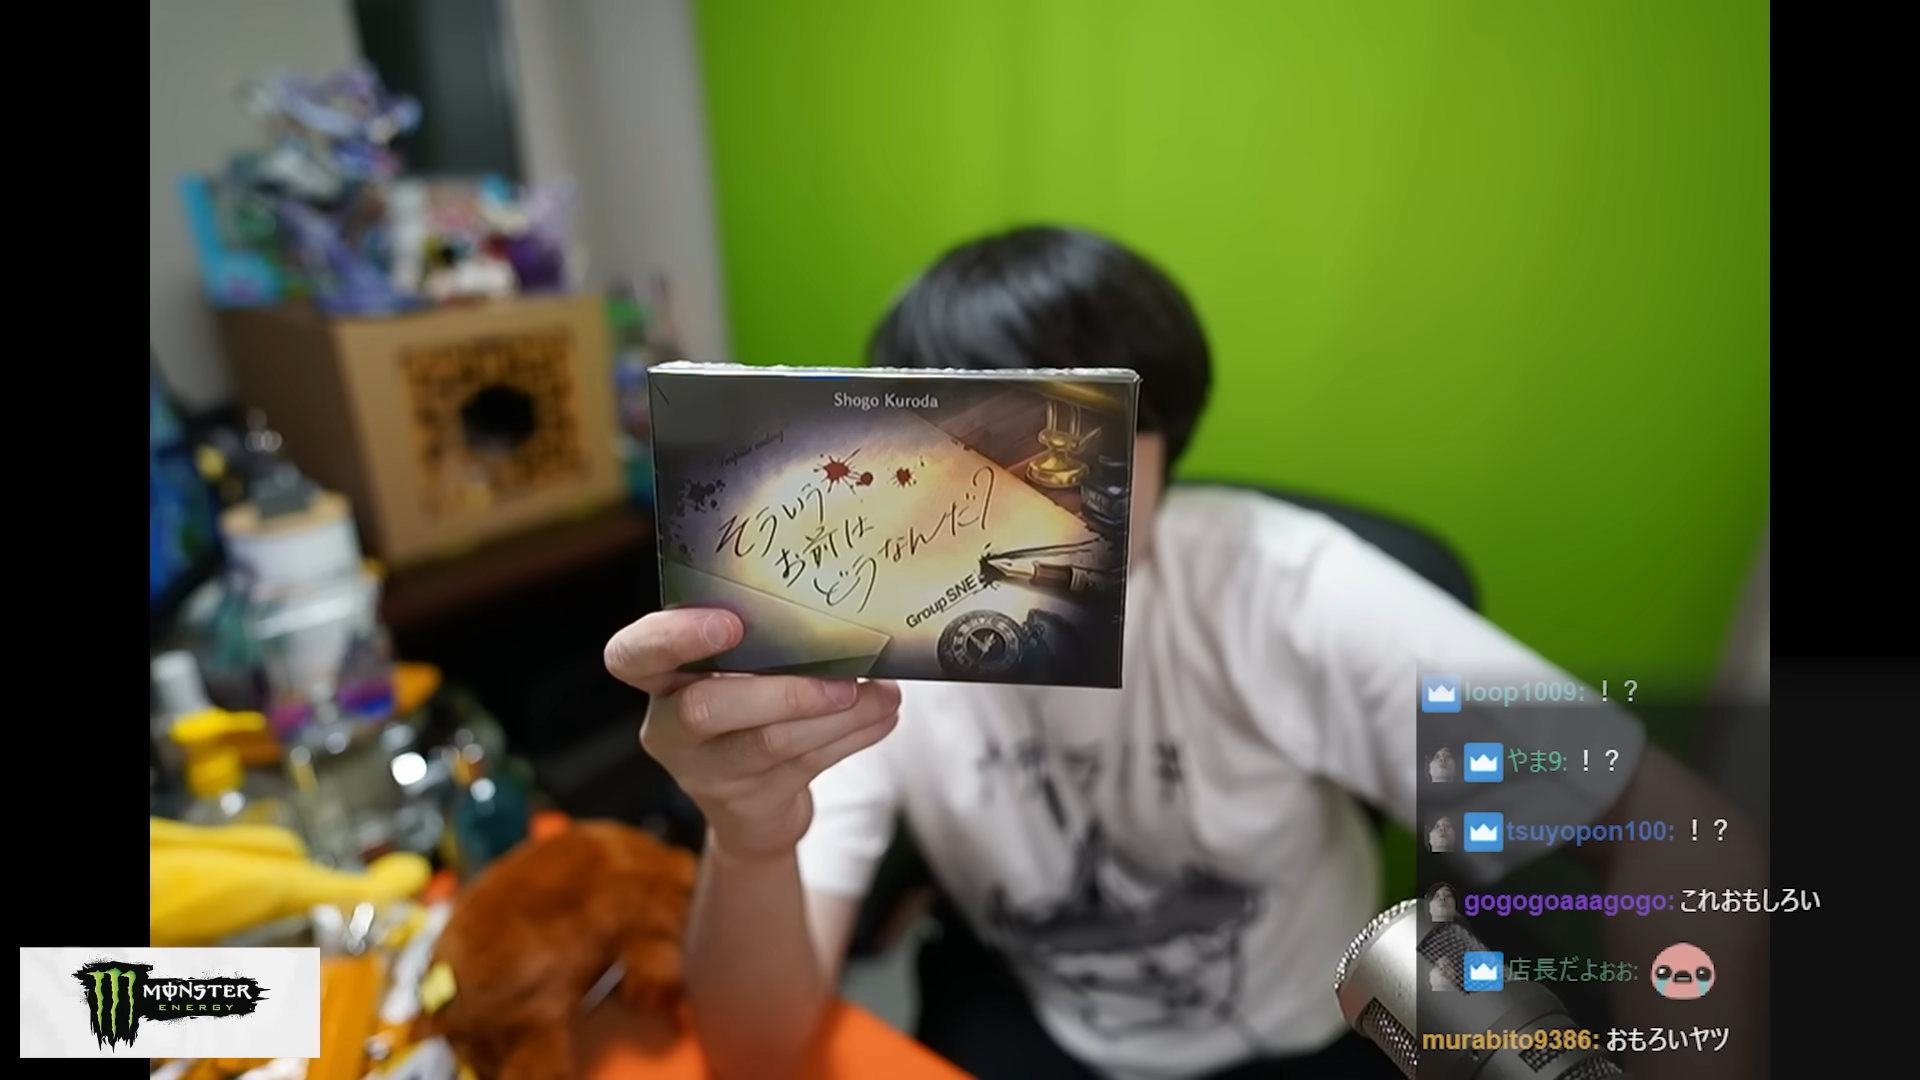 Shogo Kuroda
そういう
お前は
どうなんだ?
GroupSNE
loop1009: ！？
やま9: ！？
tsuyopon100: ！？
gogogoaaagogo: これおもしろい
店長だよぉぉ:
murabito9386: おもろいヤツ
MONSTER
ENERGY